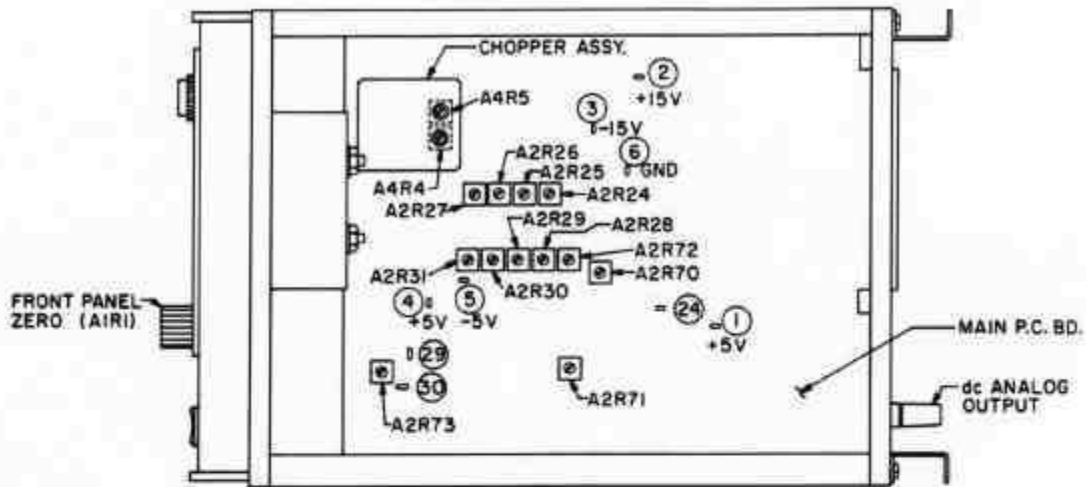 CHOPPER ASSY.
A4R5
2
+15V
3
-15V
A2R26
6
A4R4
A2R25
GND
A2R27
A2R24
A2R29
A2R28
A2R72
A2R31
A2R30
A2R70
FRONT PANEL
ZERO (A1R1)
4
+5V
5
-5V
24
1
+5V
MAIN P.C. BD.
29
30
A2R73
A2R71
dc ANALOG
OUTPUT